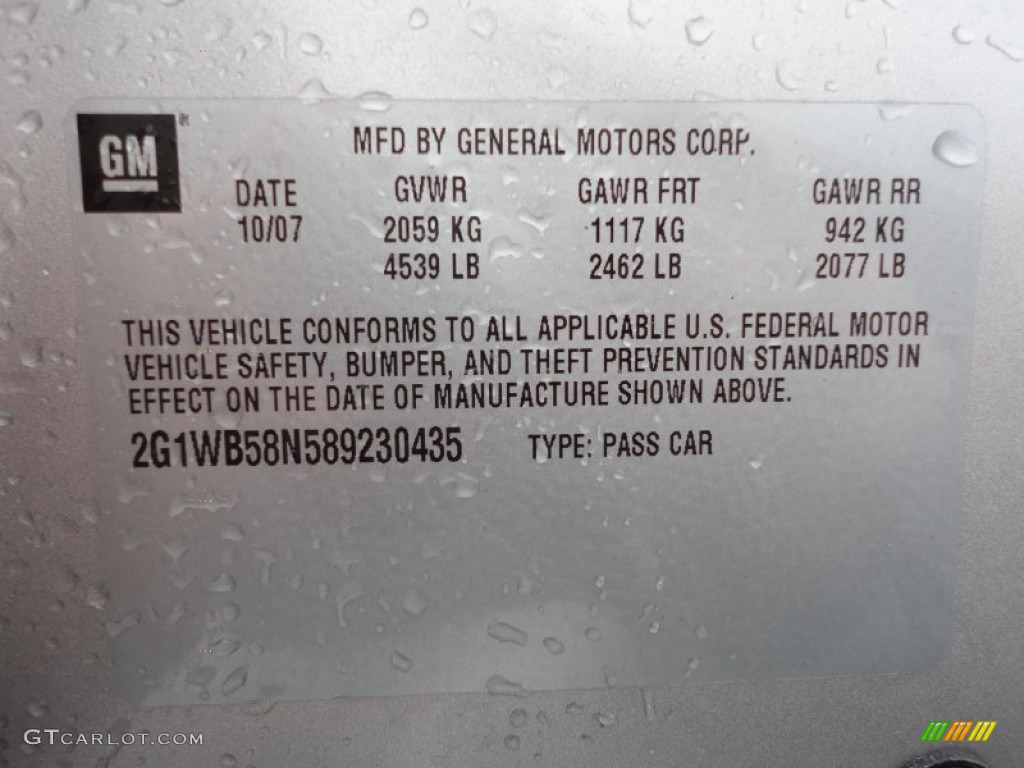 GM®
MFD BY GENERAL MOTORS CORP.
DATE GVWR GAWR FRT GAWR RR
10/07 2059 KG 1117 KG 942 KG
4539 LB 2462 LB 2077 LB
THIS VEHICLE CONFORMS TO ALL APPLICABLE U.S. FEDERAL MOTOR
VEHICLE SAFETY, BUMPER, AND THEFT PREVENTION STANDARDS IN
EFFECT ON THE DATE OF MANUFACTURE SHOWN ABOVE.
2G1WB58N589230435 TYPE: PASS CAR
GTCARLOT.COM